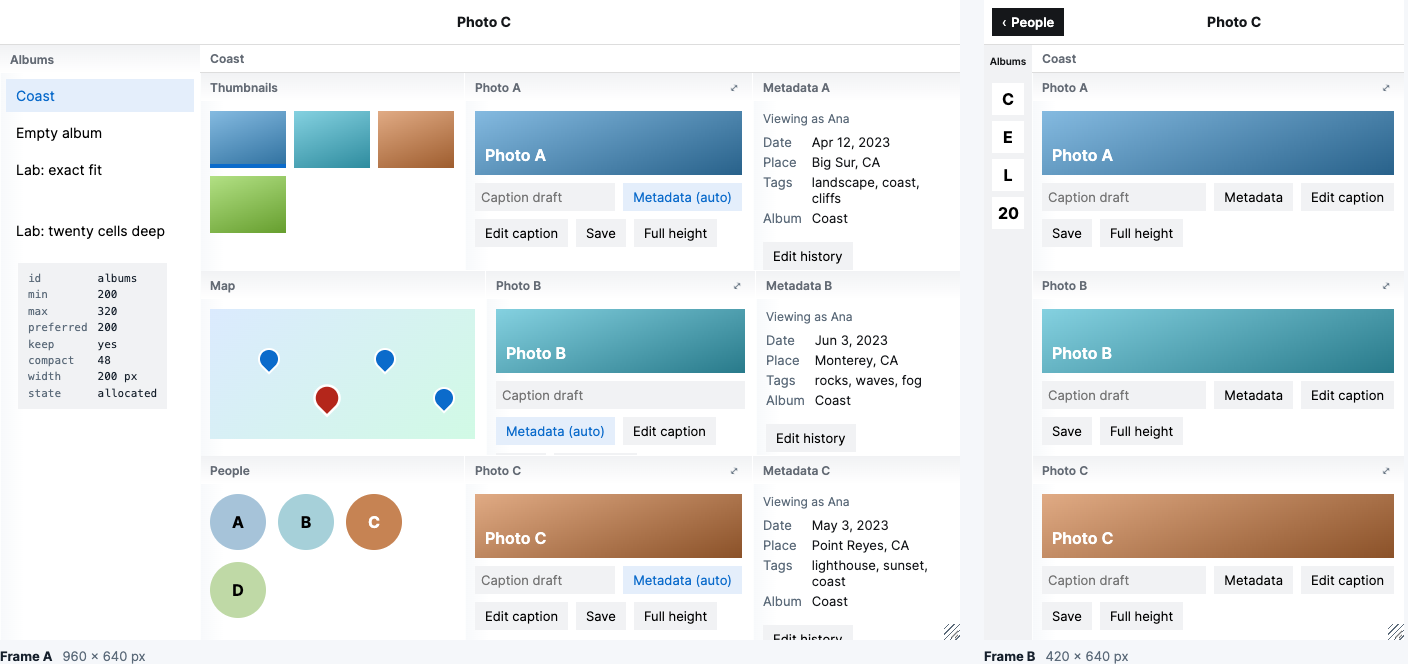 Photo C
Albums
Coast
Empty album
Lab: exact fit
Lab: twenty cells deep
id albums
min 200
max 320
preferred 200
keep yes
compact 48
width 200 px
state allocated
Coast
Thumbnails
Photo A
Photo A
Caption draft
Metadata (auto)
Edit caption
Save
Full height
Metadata A
Viewing as Ana
Date Apr 12, 2023
Place Big Sur, CA
Tags landscape, coast,
cliffs
Album Coast
Edit history
Map
Photo B
Photo B
Caption draft
Metadata (auto)
Edit caption
Metadata B
Viewing as Ana
Date Jun 3, 2023
Place Monterey, CA
Tags rocks, waves, fog
Album Coast
Edit history
People
A
B
C
D
Photo C
Photo C
Caption draft
Metadata (auto)
Edit caption
Save
Full height
Metadata C
Viewing as Ana
Date May 3, 2023
Place Point Reyes, CA
Tags lighthouse, sunset,
coast
Album Coast
Edit history
Frame A 960 × 640 px
‹ People
Photo C
Albums
C
E
L
20
Coast
Photo A
Photo A
Caption draft
Metadata
Edit caption
Save
Full height
Photo B
Photo B
Caption draft
Metadata
Edit caption
Save
Full height
Photo C
Photo C
Caption draft
Metadata
Edit caption
Save
Full height
Frame B 420 × 640 px